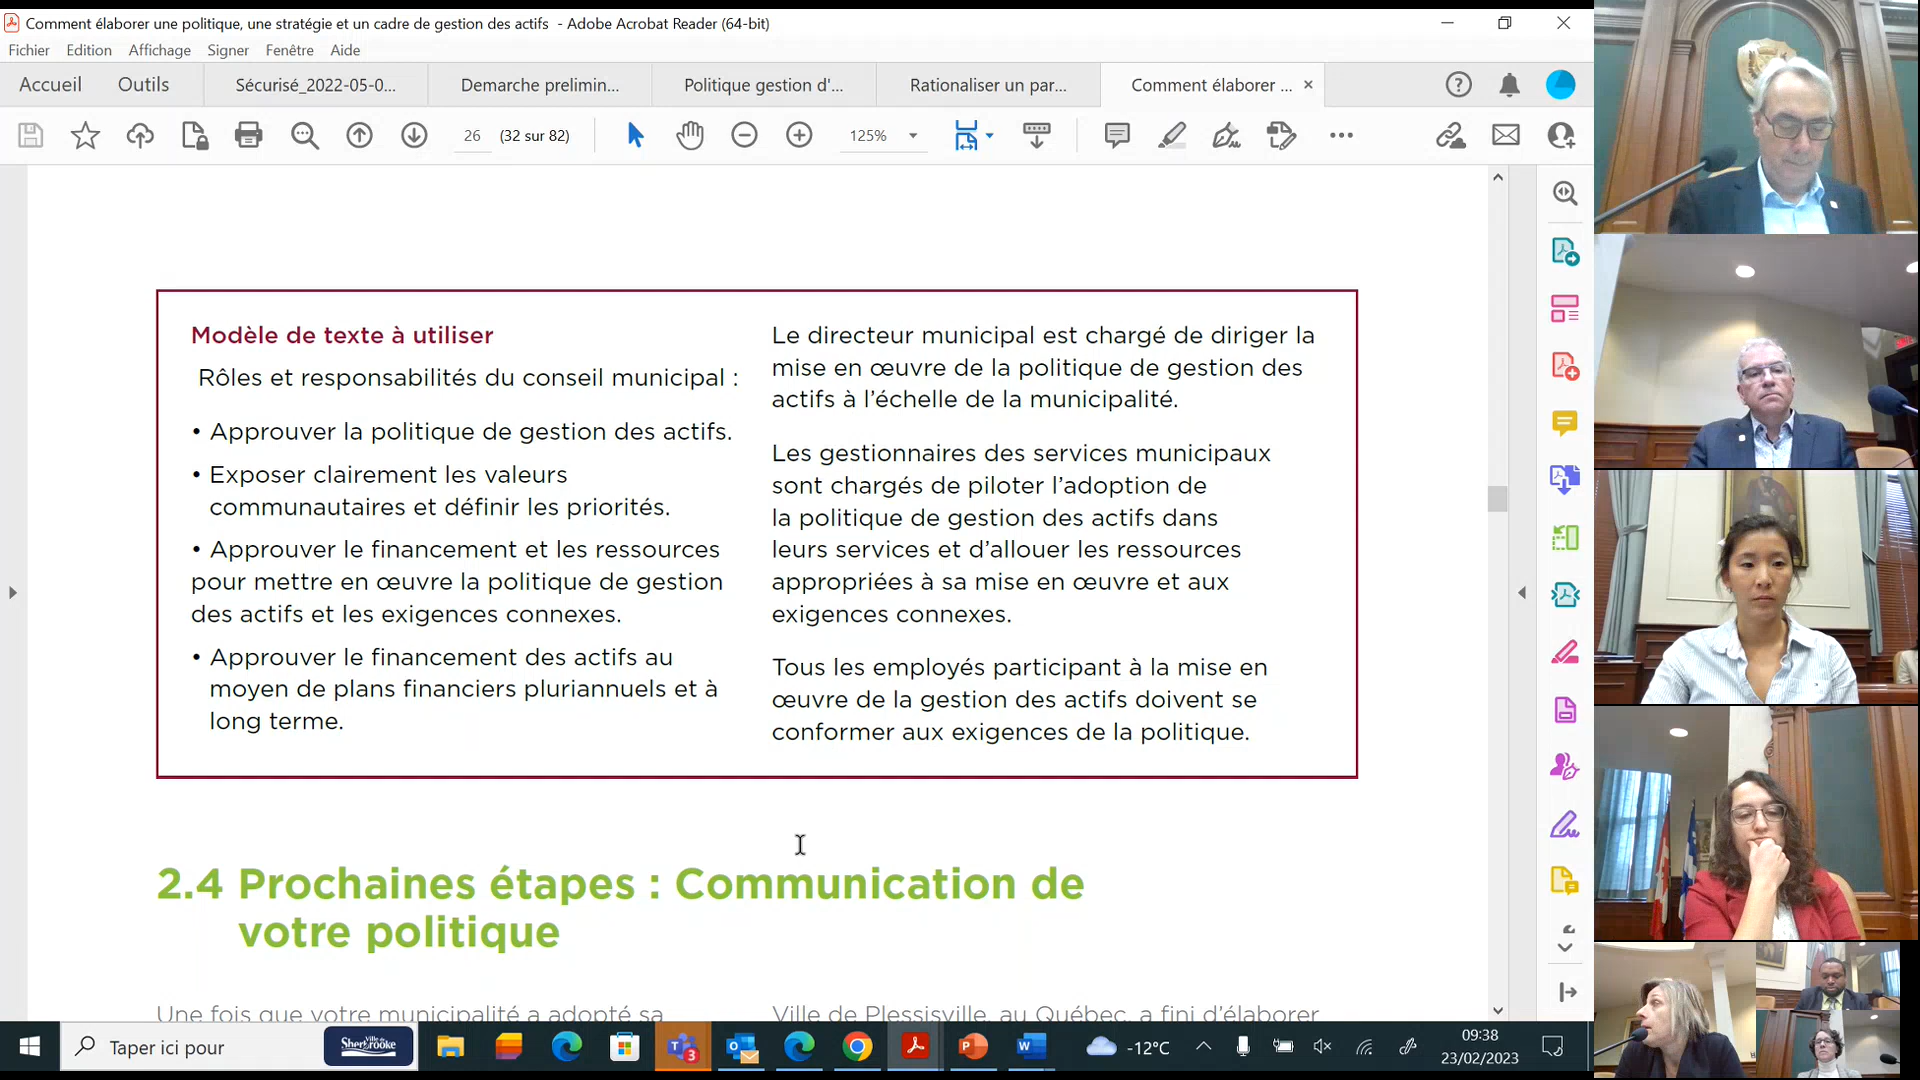 Comment élaborer une politique, une stratégie et un cadre de gestion des actifs - Adobe Acrobat Reader (64-bit)
Fichier Edition Affichage Signer Fenêtre Aide
Accueil Outils Sécurisé_2022-05-0... Demarche prelimin... Politique gestion d'... Rationaliser un par... Comment élaborer ... ×
26 (32 sur 82) 125%
Modèle de texte à utiliser
Rôles et responsabilités du conseil municipal :
• Approuver la politique de gestion des actifs.
• Exposer clairement les valeurs
communautaires et définir les priorités.
• Approuver le financement et les ressources
pour mettre en œuvre la politique de gestion
des actifs et les exigences connexes.
• Approuver le financement des actifs au
moyen de plans financiers pluriannuels et à
long terme.
Le directeur municipal est chargé de diriger la
mise en œuvre de la politique de gestion des
actifs à l’échelle de la municipalité.
Les gestionnaires des services municipaux
sont chargés de piloter l’adoption de
la politique de gestion des actifs dans
leurs services et d’allouer les ressources
appropriées à sa mise en œuvre et aux
exigences connexes.
Tous les employés participant à la mise en
œuvre de la gestion des actifs doivent se
conformer aux exigences de la politique.
2.4 Prochaines étapes : Communication de
votre politique
Une fois que votre municipalité a adopté sa
Ville de Plessisville, au Québec, a fini d’élaborer
Taper ici pour
Ville de
Sherbrooke
3
-12°C
09:38
23/02/2023